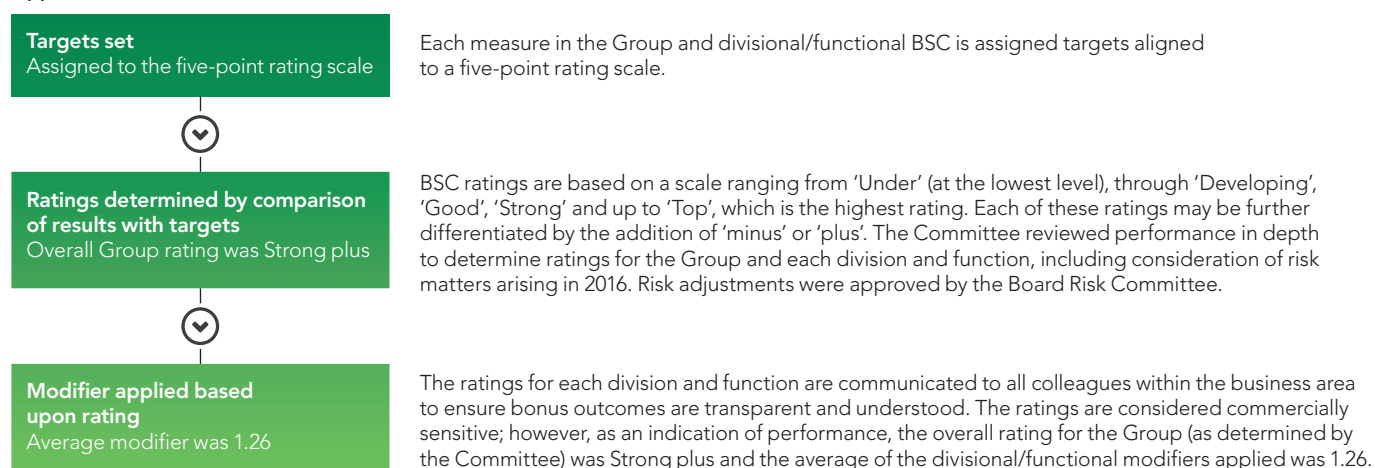 Targets set
Assigned to the five-point rating scale
Each measure in the Group and divisional/functional BSC is assigned targets aligned
to a five-point rating scale.
Ratings determined by comparison
of results with targets
Overall Group rating was Strong plus
BSC ratings are based on a scale ranging from ‘Under’ (at the lowest level), through ‘Developing’,
‘Good’, ‘Strong’ and up to ‘Top’, which is the highest rating. Each of these ratings may be further
differentiated by the addition of ‘minus’ or ‘plus’. The Committee reviewed performance in depth
to determine ratings for the Group and each division and function, including consideration of risk
matters arising in 2016. Risk adjustments were approved by the Board Risk Committee.
Modifier applied based
upon rating
Average modifier was 1.26
The ratings for each division and function are communicated to all colleagues within the business area
to ensure bonus outcomes are transparent and understood. The ratings are considered commercially
sensitive; however, as an indication of performance, the overall rating for the Group (as determined by
the Committee) was Strong plus and the average of the divisional/functional modifiers applied was 1.26.